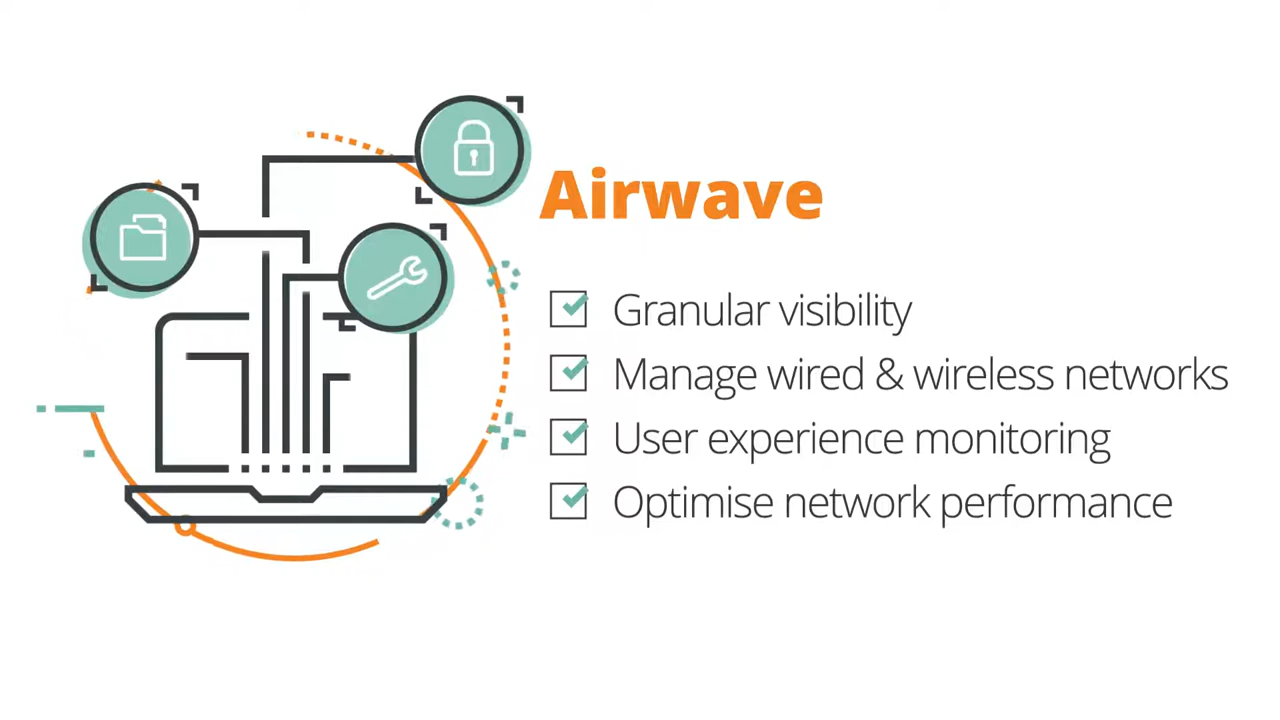 Airwave
Granular visibility
Manage wired & wireless networks
User experience monitoring
Optimise network performance